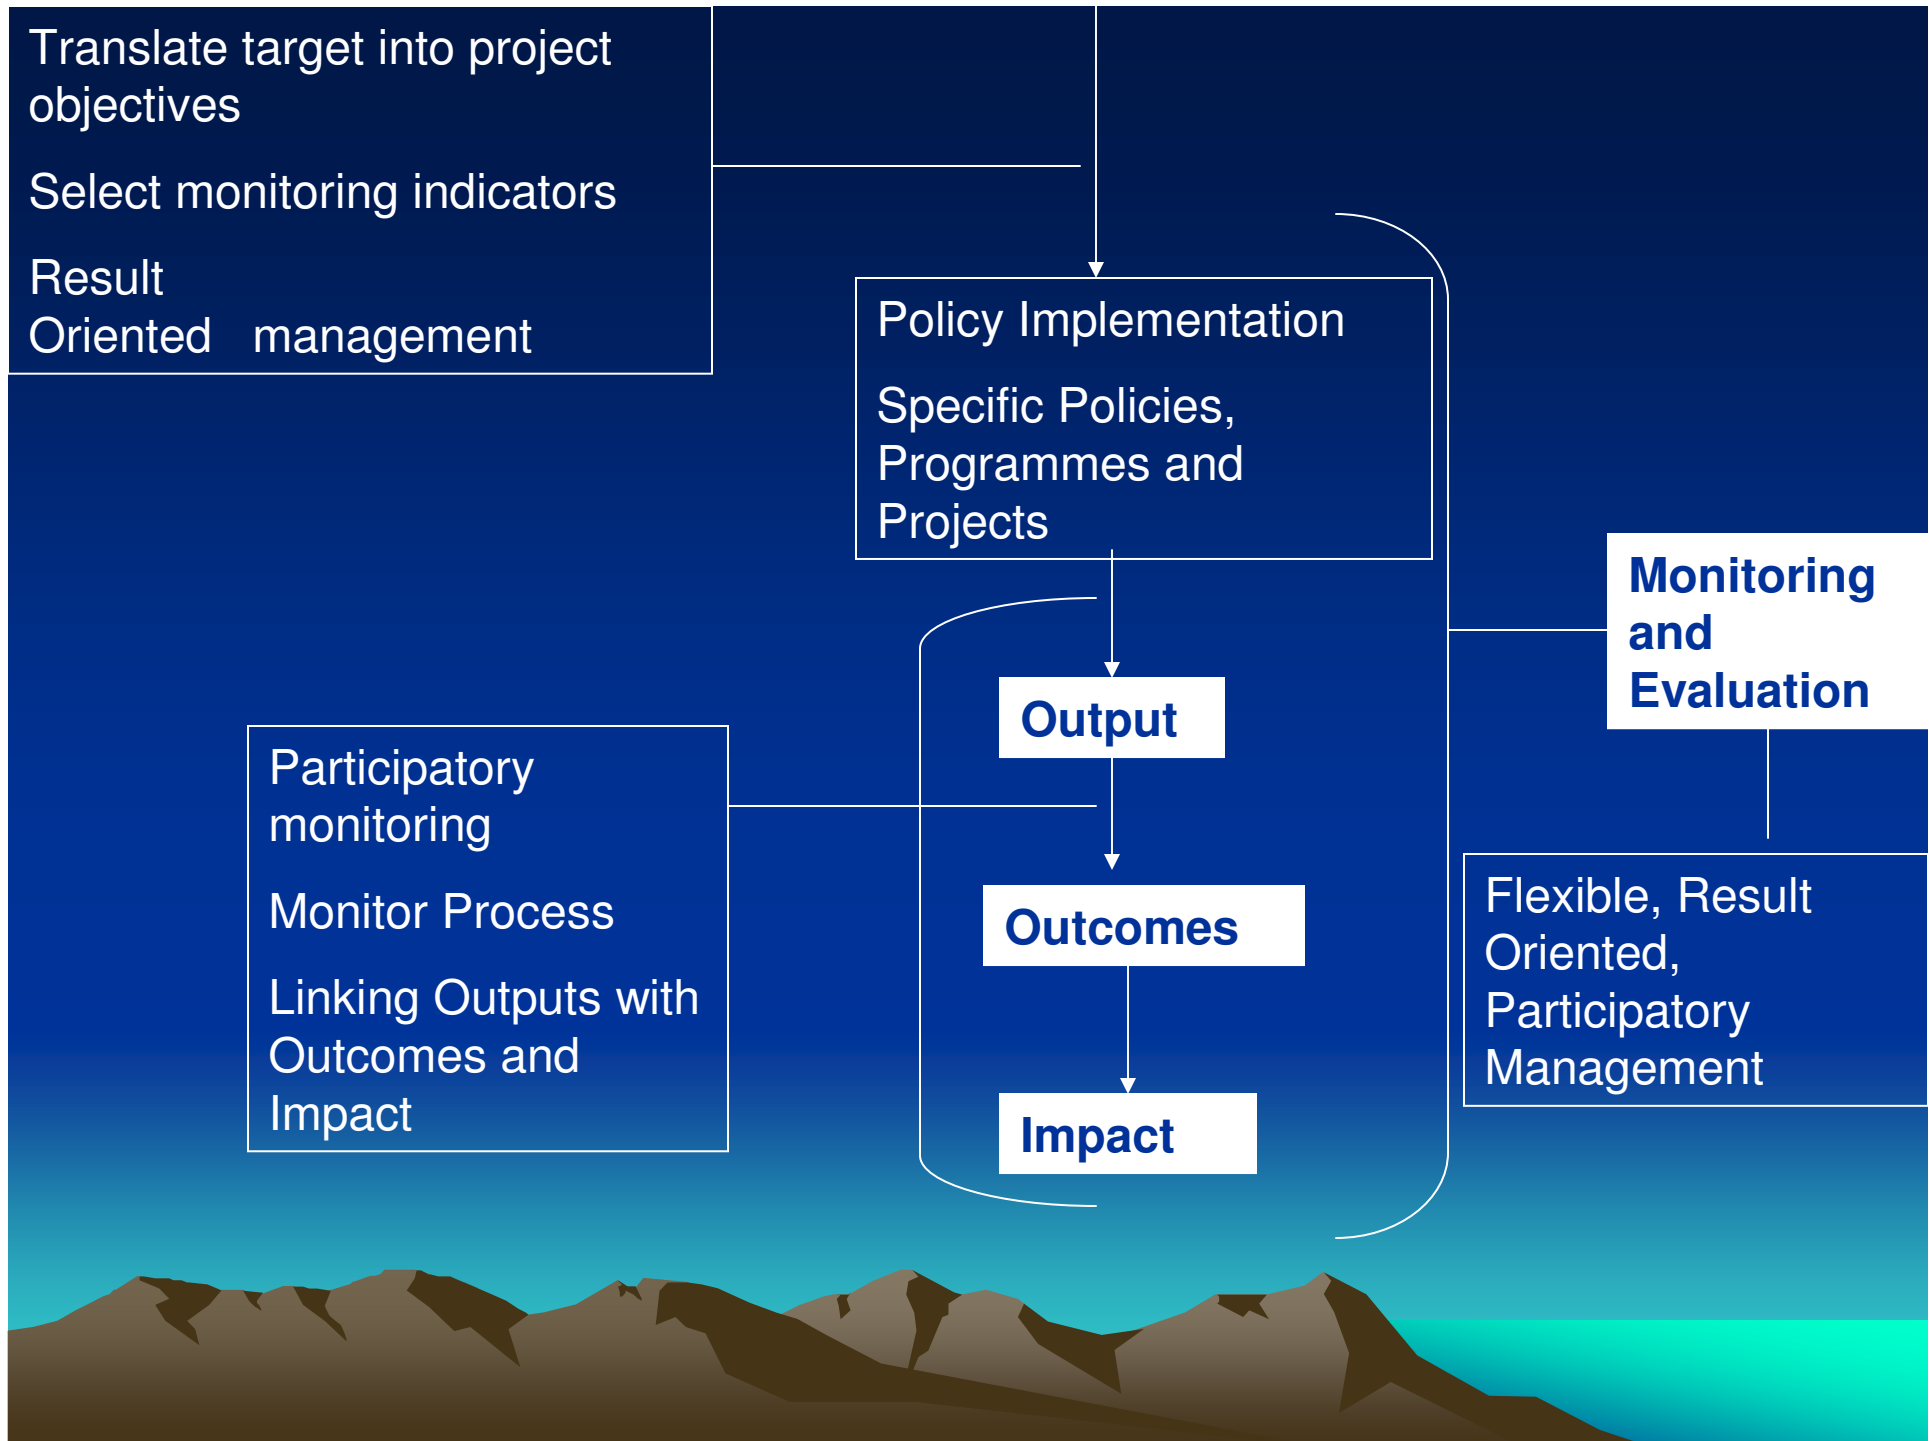 Translate target into project
objectives
Select monitoring indicators
Result
Oriented management
Policy Implementation
Specific Policies,
Programmes and
Projects
Monitoring
and
Evaluation
Output
Participatory
monitoring
Monitor Process
Linking Outputs with
Outcomes and
Impact
Outcomes
Flexible, Result
Oriented,
Participatory
Management
Impact